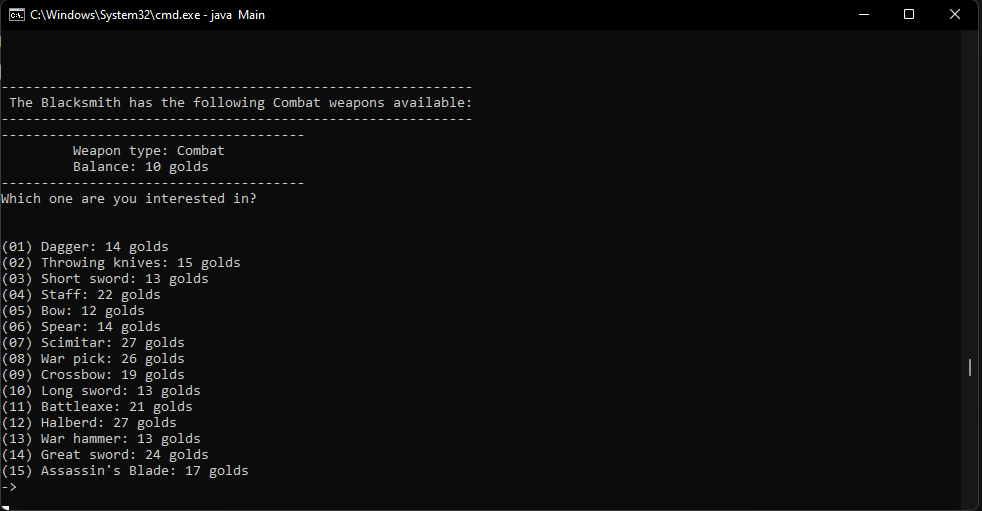 C:\Windows\System32\cmd.exe - java  Main
-----------------------------------------------------------
 The Blacksmith has the following Combat weapons available:
-----------------------------------------------------------
--------------------------------------
         Weapon type: Combat
         Balance: 10 golds
--------------------------------------
Which one are you interested in?
(01) Dagger: 14 golds
(02) Throwing knives: 15 golds
(03) Short sword: 13 golds
(04) Staff: 22 golds
(05) Bow: 12 golds
(06) Spear: 14 golds
(07) Scimitar: 27 golds
(08) War pick: 26 golds
(09) Crossbow: 19 golds
(10) Long sword: 13 golds
(11) Battleaxe: 21 golds
(12) Halberd: 27 golds
(13) War hammer: 13 golds
(14) Great sword: 24 golds
(15) Assassin's Blade: 17 golds
->